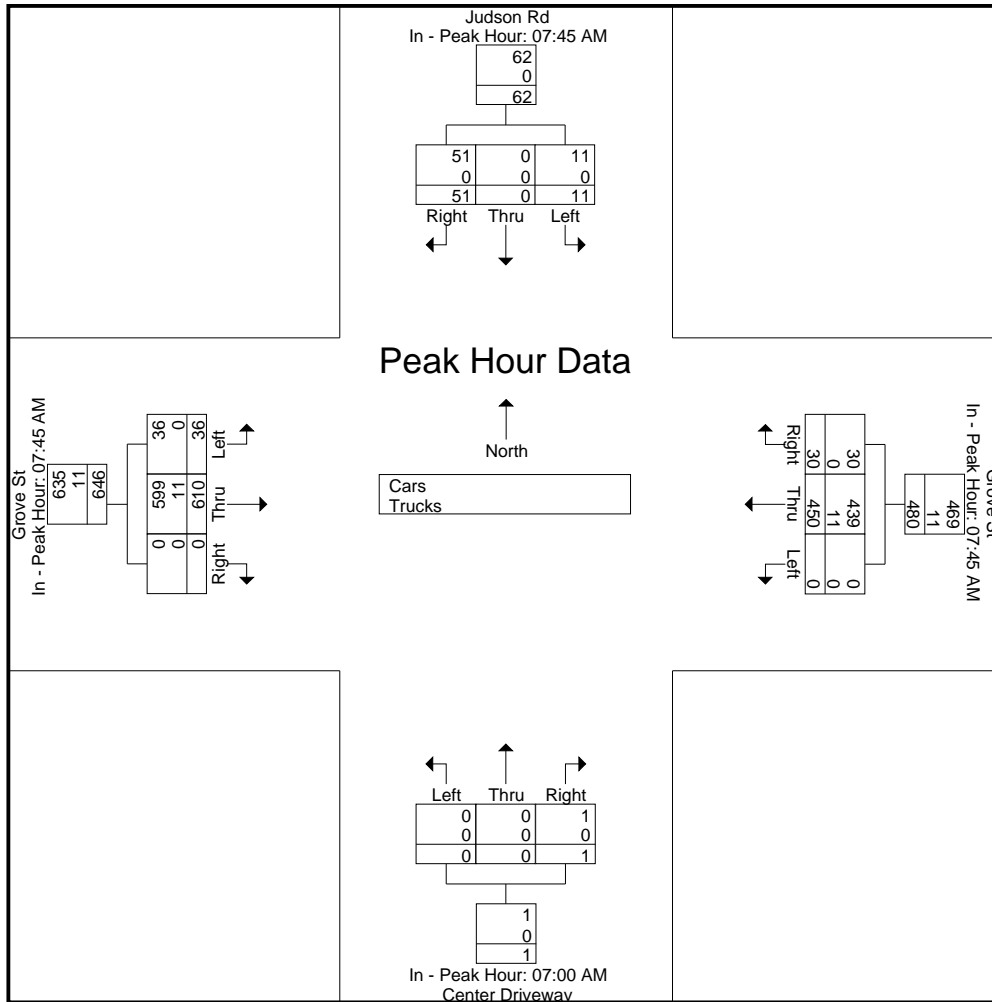 Judson Rd
In - Peak Hour: 07:45 AM
62
0
62
51 0 11
0 0 0
51 0 11
Right Thru Left
Peak Hour Data
North
Cars
Trucks
Grove St
In - Peak Hour: 07:45 AM
635
11
646
36 0 36
599 11 610
0 0 0
Left
Thru
Right
Right
Thru
Left
30 0 30
450 11 439
0 0 0
469
11
480
In - Peak Hour: 07:45 AM
Grove St
Left Thru Right
0 0 1
0 0 0
0 0 1
1
0
1
In - Peak Hour: 07:00 AM
Center Driveway